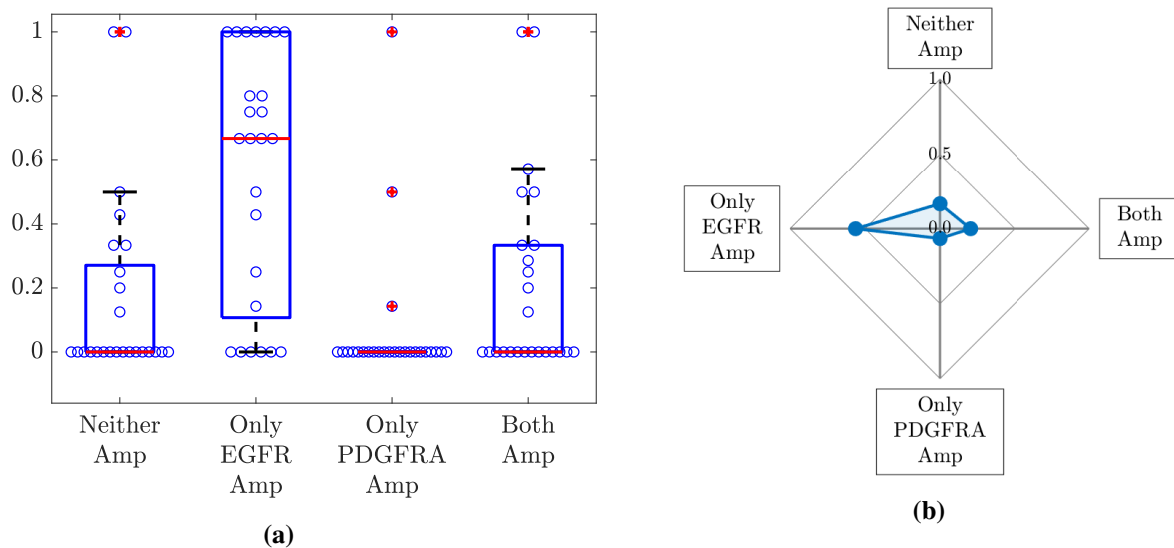 1
0.8
0.6
0.4
0.2
0
Neither
Amp
Only
EGFR
Amp
Only
PDGFRA
Amp
Both
Amp
(a)
Neither
Amp
1.0
0.5
0.0
Only
EGFR
Amp
Both
Amp
Only
PDGFRA
Amp
(b)